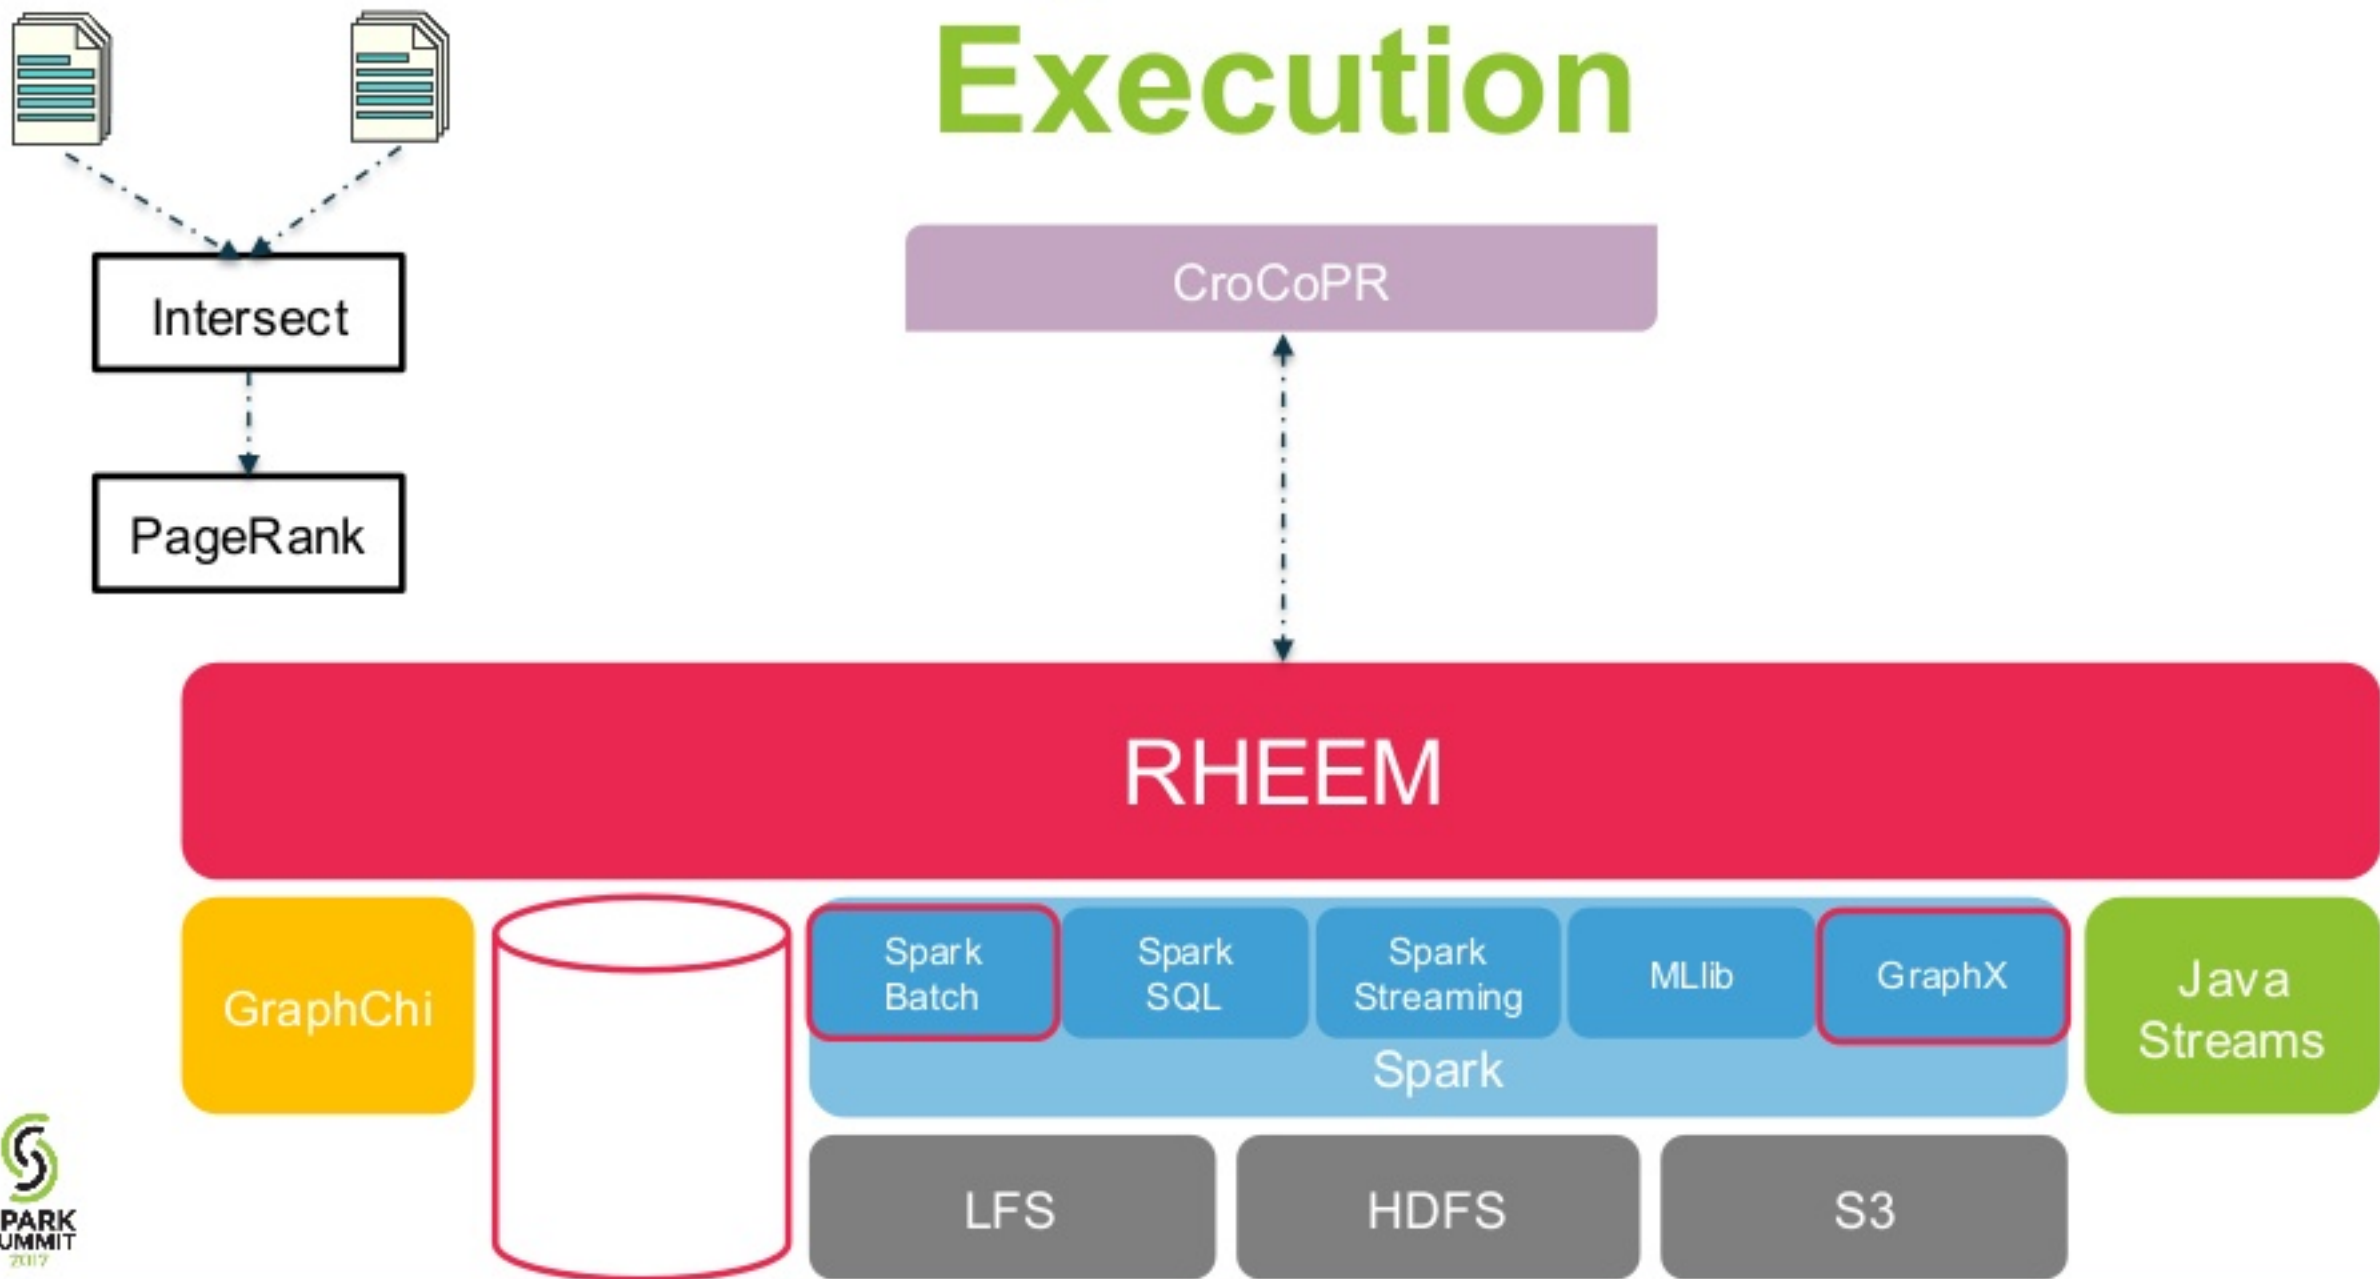 Execution
CroCoPR
Intersect
PageRank
RHEEM
GraphChi
Spark
Batch
Spark
SQL
Spark
Streaming
MLlib
GraphX
Spark
Java
Streams
LFS
HDFS
S3
PARK
UMMIT
2017